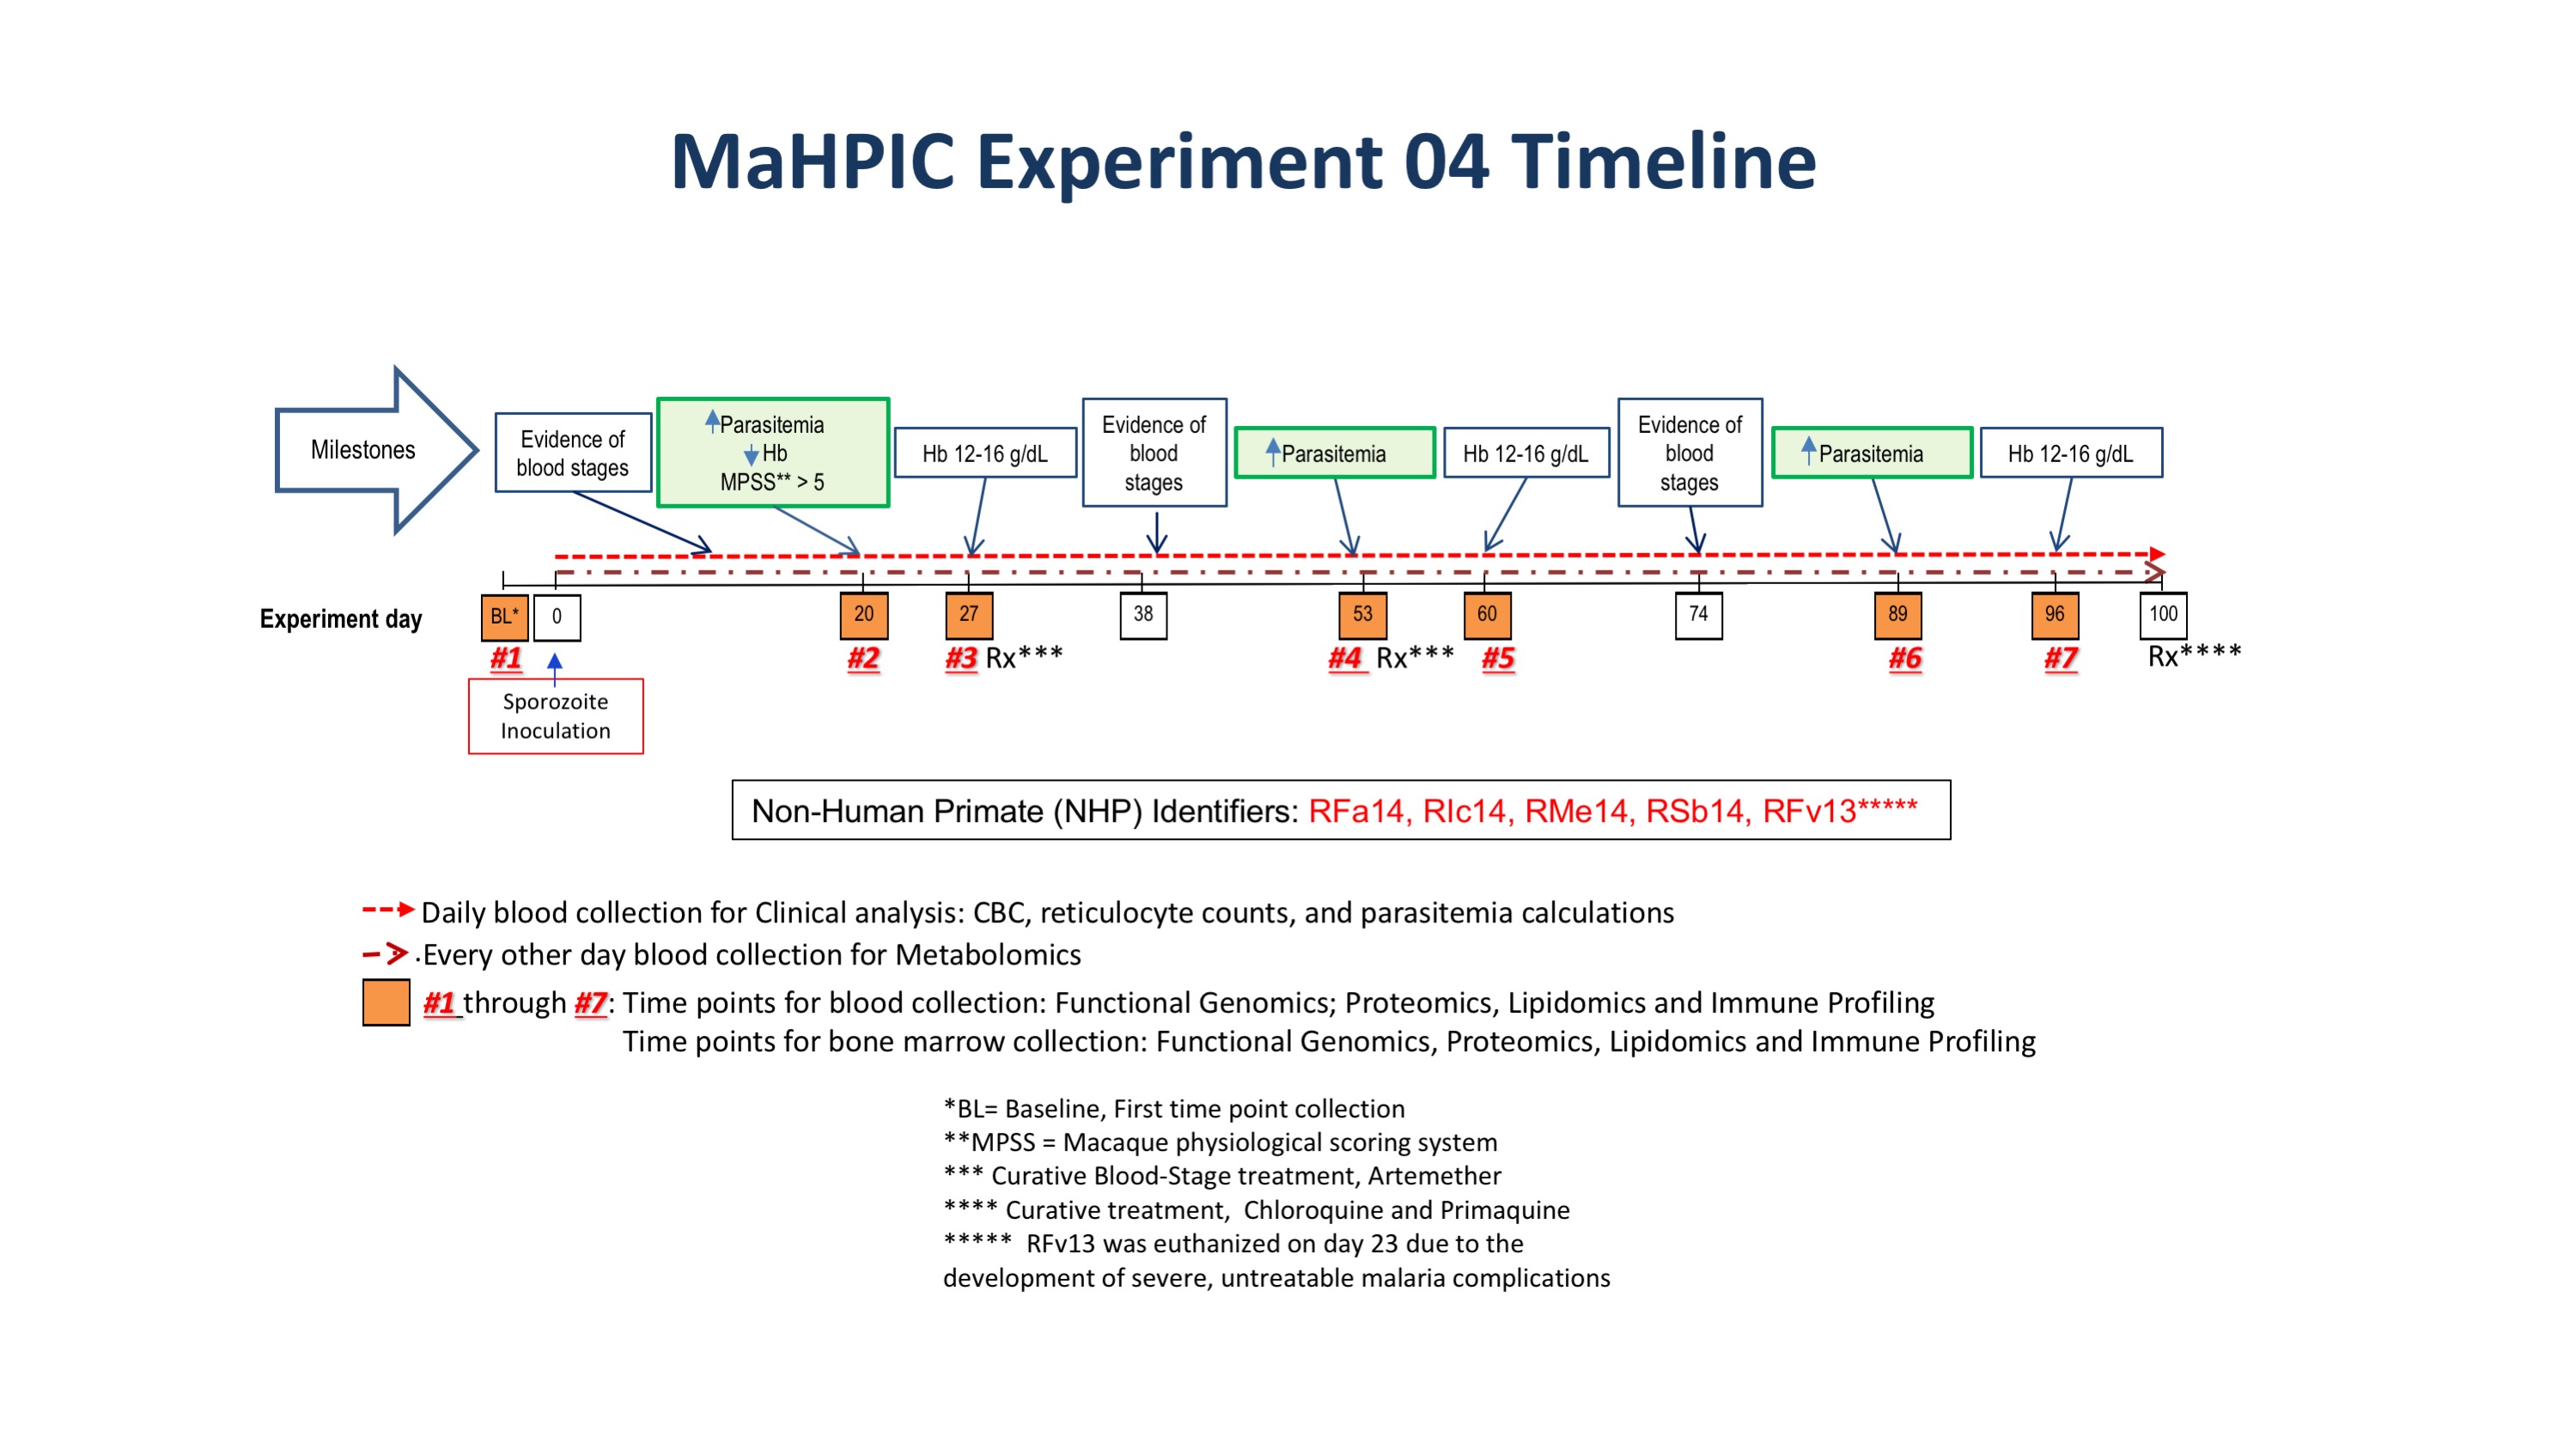 MaHPIC Experiment 04 Timeline
Milestones
Evidence of
blood stages
Parasitemia
Hb
MPSS** > 5
Hb 12-16 g/dL
Evidence of
blood
stages
Parasitemia
Hb 12-16 g/dL
Evidence of
blood
stages
Parasitemia
Hb 12-16 g/dL
Experiment day
BL* 0 20 27 38 53 60 74 89 96 100
#1 #2 #3 Rx*** #4 Rx*** #5 #6 #7 Rx****
Sporozoite
Inoculation
Non-Human Primate (NHP) Identifiers: RFa14, RIc14, RMe14, RSb14, RFv13*****
Daily blood collection for Clinical analysis: CBC, reticulocyte counts, and parasitemia calculations
.Every other day blood collection for Metabolomics
#1 through #7: Time points for blood collection: Functional Genomics; Proteomics, Lipidomics and Immune Profiling
Time points for bone marrow collection: Functional Genomics, Proteomics, Lipidomics and Immune Profiling
*BL= Baseline, First time point collection
**MPSS = Macaque physiological scoring system
*** Curative Blood-Stage treatment, Artemether
**** Curative treatment, Chloroquine and Primaquine
***** RFv13 was euthanized on day 23 due to the
development of severe, untreatable malaria complications